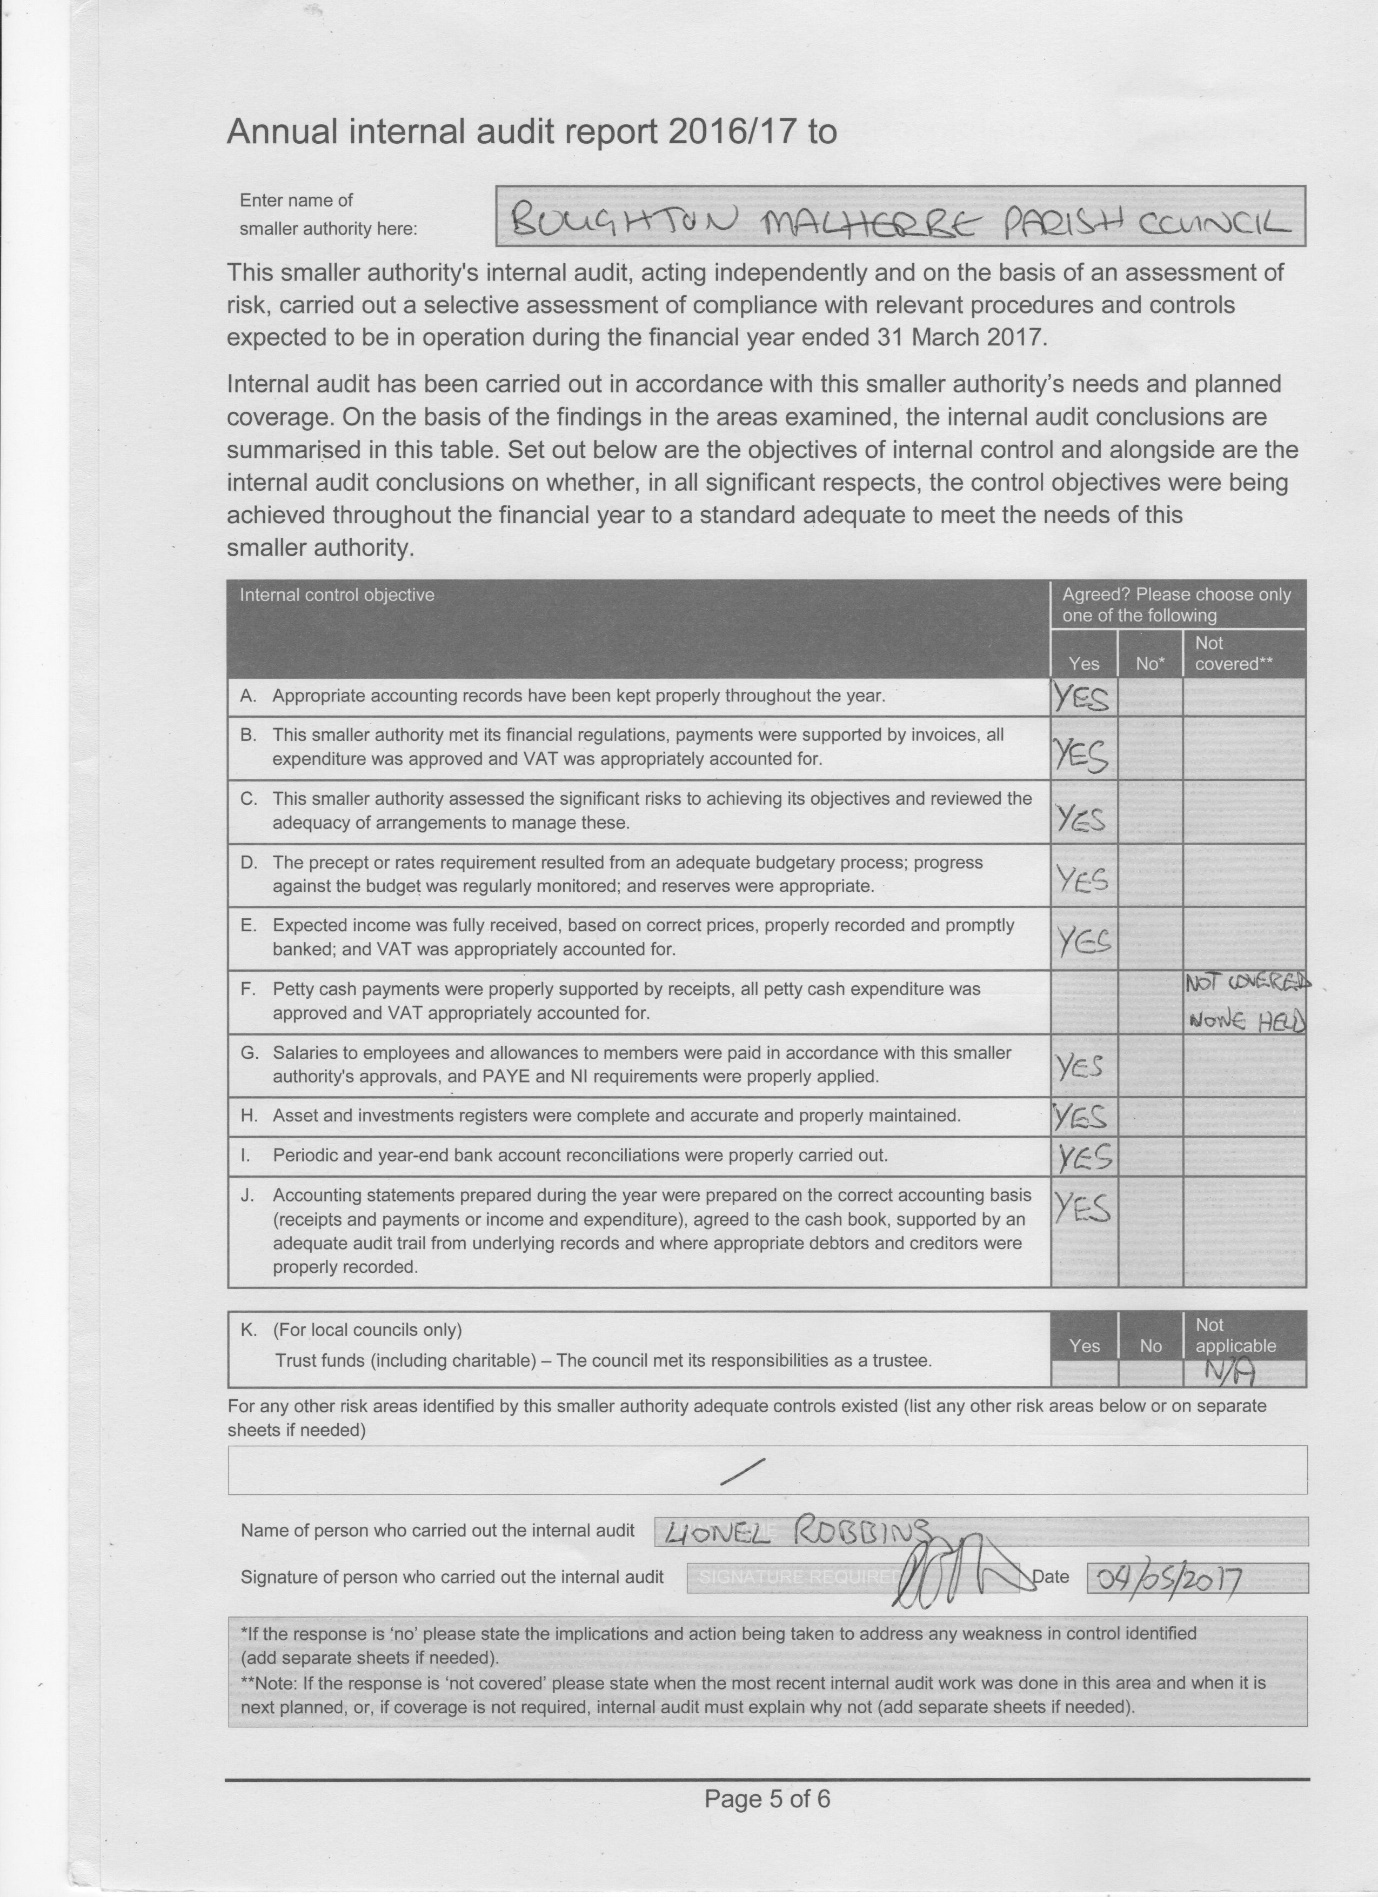 Annual internal audit report 2016/17 to
Enter name of
smaller authority here:
BOUGHTON MALHERBE PARISH COUNCIL
This smaller authority's internal audit, acting independently and on the basis of an assessment of
risk, carried out a selective assessment of compliance with relevant procedures and controls
expected to be in operation during the financial year ended 31 March 2017.
Internal audit has been carried out in accordance with this smaller authority's needs and planned
coverage. On the basis of the findings in the areas examined, the internal audit conclusions are
summarised in this table. Set out below are the objectives of internal control and alongside are the
internal audit conclusions on whether, in all significant respects, the control objectives were being
achieved throughout the financial year to a standard adequate to meet the needs of this
smaller authority.
Internal control objective
Agreed? Please choose only
one of the following
Yes No* Not
covered**
A. Appropriate accounting records have been kept properly throughout the year. YES
B. This smaller authority met its financial regulations, payments were supported by invoices, all
expenditure was approved and VAT was appropriately accounted for. YES
C. This smaller authority assessed the significant risks to achieving its objectives and reviewed the
adequacy of arrangements to manage these. YES
D. The precept or rates requirement resulted from an adequate budgetary process; progress
against the budget was regularly monitored; and reserves were appropriate. YES
E. Expected income was fully received, based on correct prices, properly recorded and promptly
banked; and VAT was appropriately accounted for. YES
F. Petty cash payments were properly supported by receipts, all petty cash expenditure was NOT COVERED
approved and VAT appropriately accounted for. NONE HELD
G. Salaries to employees and allowances to members were paid in accordance with this smaller
authority's approvals, and PAYE and NI requirements were properly applied. YES
H. Asset and investments registers were complete and accurate and properly maintained. YES
I. Periodic and year-end bank account reconciliations were properly carried out. YES
J. Accounting statements prepared during the year were prepared on the correct accounting basis YES
(receipts and payments or income and expenditure), agreed to the cash book, supported by an
adequate audit trail from underlying records and where appropriate debtors and creditors were
properly recorded.
K. (For local councils only)
Yes No Not
applicable
Trust funds (including charitable) – The council met its responsibilities as a trustee. N/A
For any other risk areas identified by this smaller authority adequate controls existed (list any other risk areas below or on separate
sheets if needed)
/
Name of person who carried out the internal audit LIONEL ROBBINS
Signature of person who carried out the internal audit SIGNATURE REQUIRED Date 04/05/2017
*If the response is 'no' please state the implications and action being taken to address any weakness in control identified
(add separate sheets if needed).
**Note: If the response is 'not covered' please state when the most recent internal audit work was done in this area and when it is
next planned, or, if coverage is not required, internal audit must explain why not (add separate sheets if needed).
Page 5 of 6